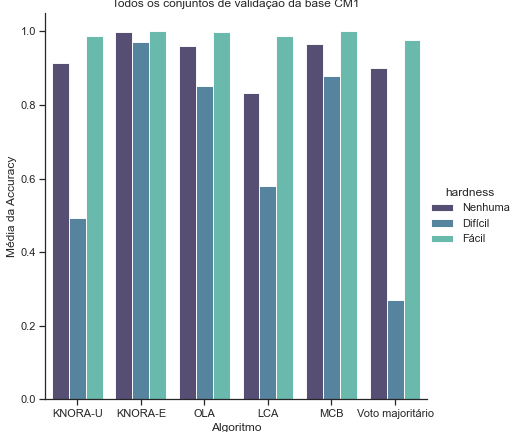 Todos os conjuntos de validação da base CM1
1.0
0.8
0.6
0.4
0.2
0.0
Média da Accuracy
KNORA-U KNORA-E OLA LCA MCB Voto majoritário
Algoritmo
hardness
Nenhuma
Difícil
Fácil